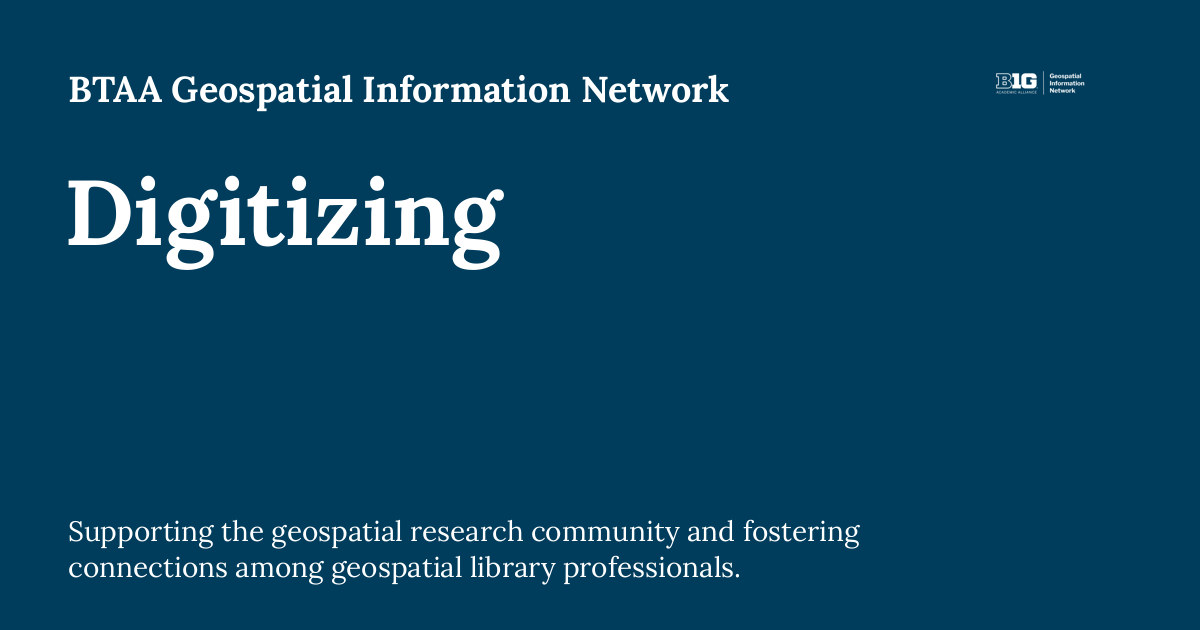 BTAA Geospatial Information Network
B1G
ACADEMIC ALLIANCE
Geospatial
Information
Network
Digitizing
Supporting the geospatial research community and fostering
connections among geospatial library professionals.